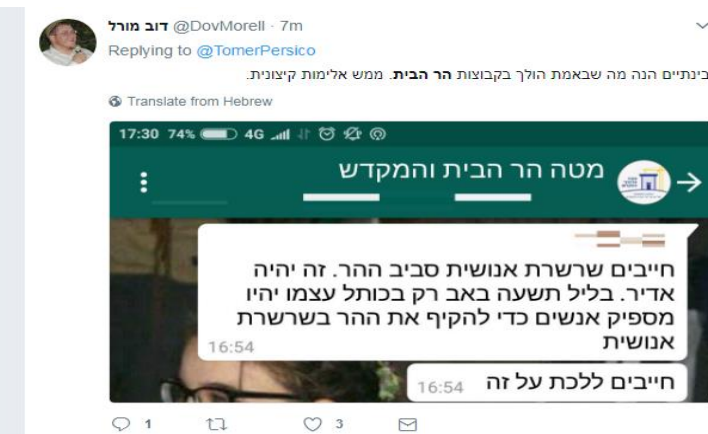 דוב מורל @DovMorell · 7m
Replying to @TomerPersico
בינתיים הנה מה שבאמת הולך בקבוצות הר הבית. ממש אלימות קיצונית.
Translate from Hebrew
17:30 74% 4G
מטה הר הבית והמקדש
חייבים שרשרת אנושית סביב ההר. זה יהיה
אדיר. בליל תשעה באב רק בכותל עצמו יהיו
מספיק אנשים כדי להקיף את ההר בשרשרת
אנושית
16:54
חייבים ללכת על זה 16:54
1 3